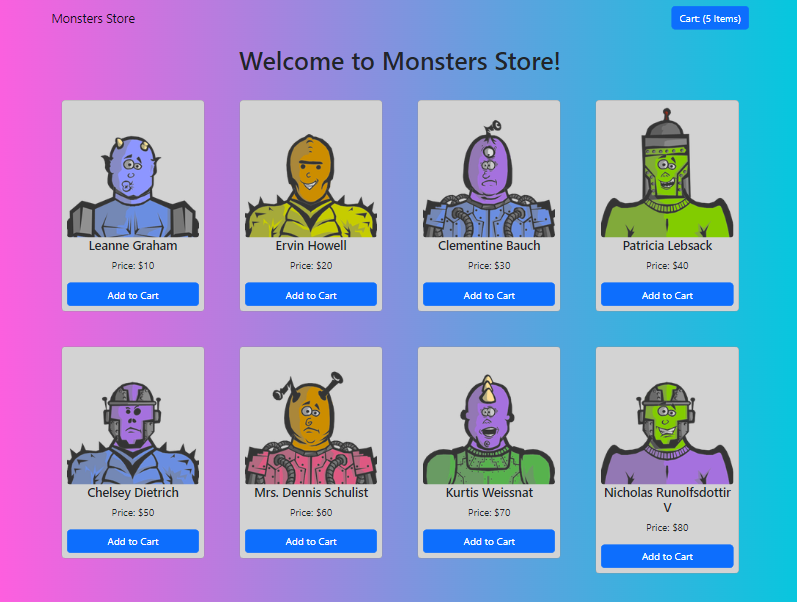 Monsters Store
Cart: (5 Items)
Welcome to Monsters Store!
Leanne Graham
Price: $10
Add to Cart
Ervin Howell
Price: $20
Add to Cart
Clementine Bauch
Price: $30
Add to Cart
Patricia Lebsack
Price: $40
Add to Cart
Chelsey Dietrich
Price: $50
Add to Cart
Mrs. Dennis Schulist
Price: $60
Add to Cart
Kurtis Weissnat
Price: $70
Add to Cart
Nicholas Runolfsdottir
V
Price: $80
Add to Cart